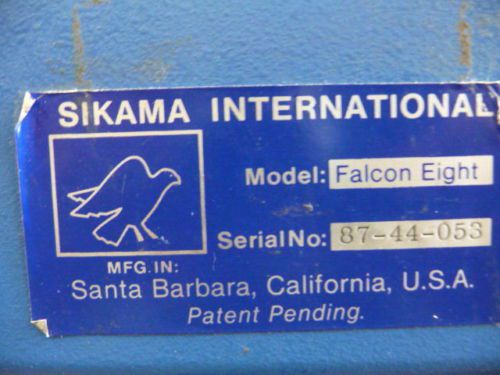 SIKAMA INTERNATIONAL,
Model: Falcon Eight
Serial No: 87-44-053
MFG. IN:
Santa Barbara, California, U.S.A.
Patent Pending.